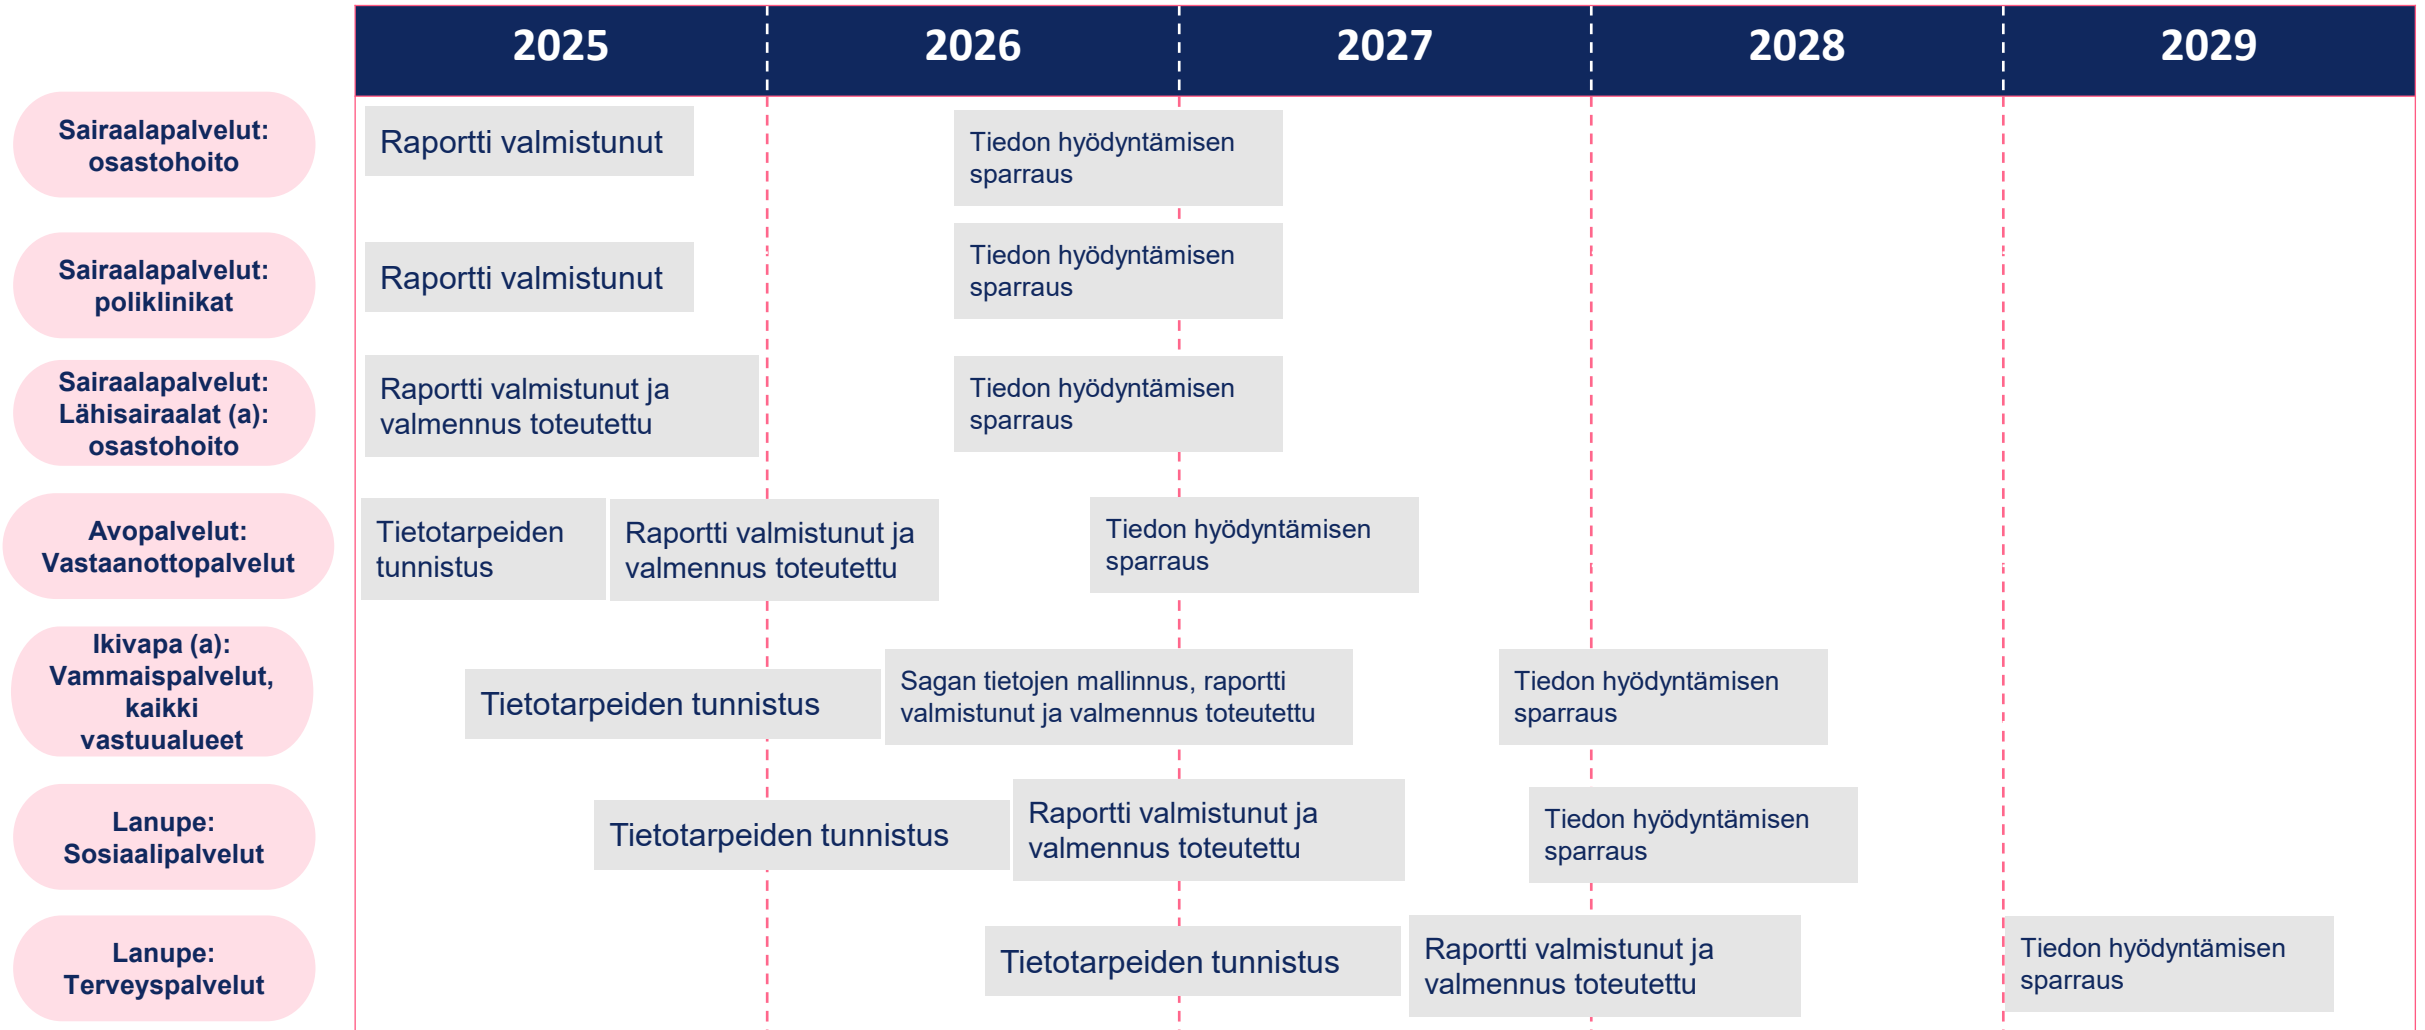 2025
2026
2027
2028
2029
Sairaalapalvelut:
osastohoito
Raportti valmistunut
Tiedon hyödyntämisen
sparraus
Sairaalapalvelut:
poliklinikat
Raportti valmistunut
Tiedon hyödyntämisen
sparraus
Sairaalapalvelut:
Lähisairaalat (a):
osastohoito
Raportti valmistunut ja
valmennus toteutettu
Tiedon hyödyntämisen
sparraus
Avopalvelut:
Vastaanottopalvelut
Tietotarpeiden
tunnistus
Raportti valmistunut ja
valmennus toteutettu
Tiedon hyödyntämisen
sparraus
Ikivapa (a):
Vammaispalvelut,
kaikki
vastuualueet
Tietotarpeiden tunnistus
Sagan tietojen mallinnus, raportti
valmistunut ja valmennus toteutettu
Tiedon hyödyntämisen
sparraus
Lanupe:
Sosiaalipalvelut
Tietotarpeiden tunnistus
Raportti valmistunut ja
valmennus toteutettu
Tiedon hyödyntämisen
sparraus
Lanupe:
Terveyspalvelut
Tietotarpeiden tunnistus
Raportti valmistunut ja
valmennus toteutettu
Tiedon hyödyntämisen
sparraus